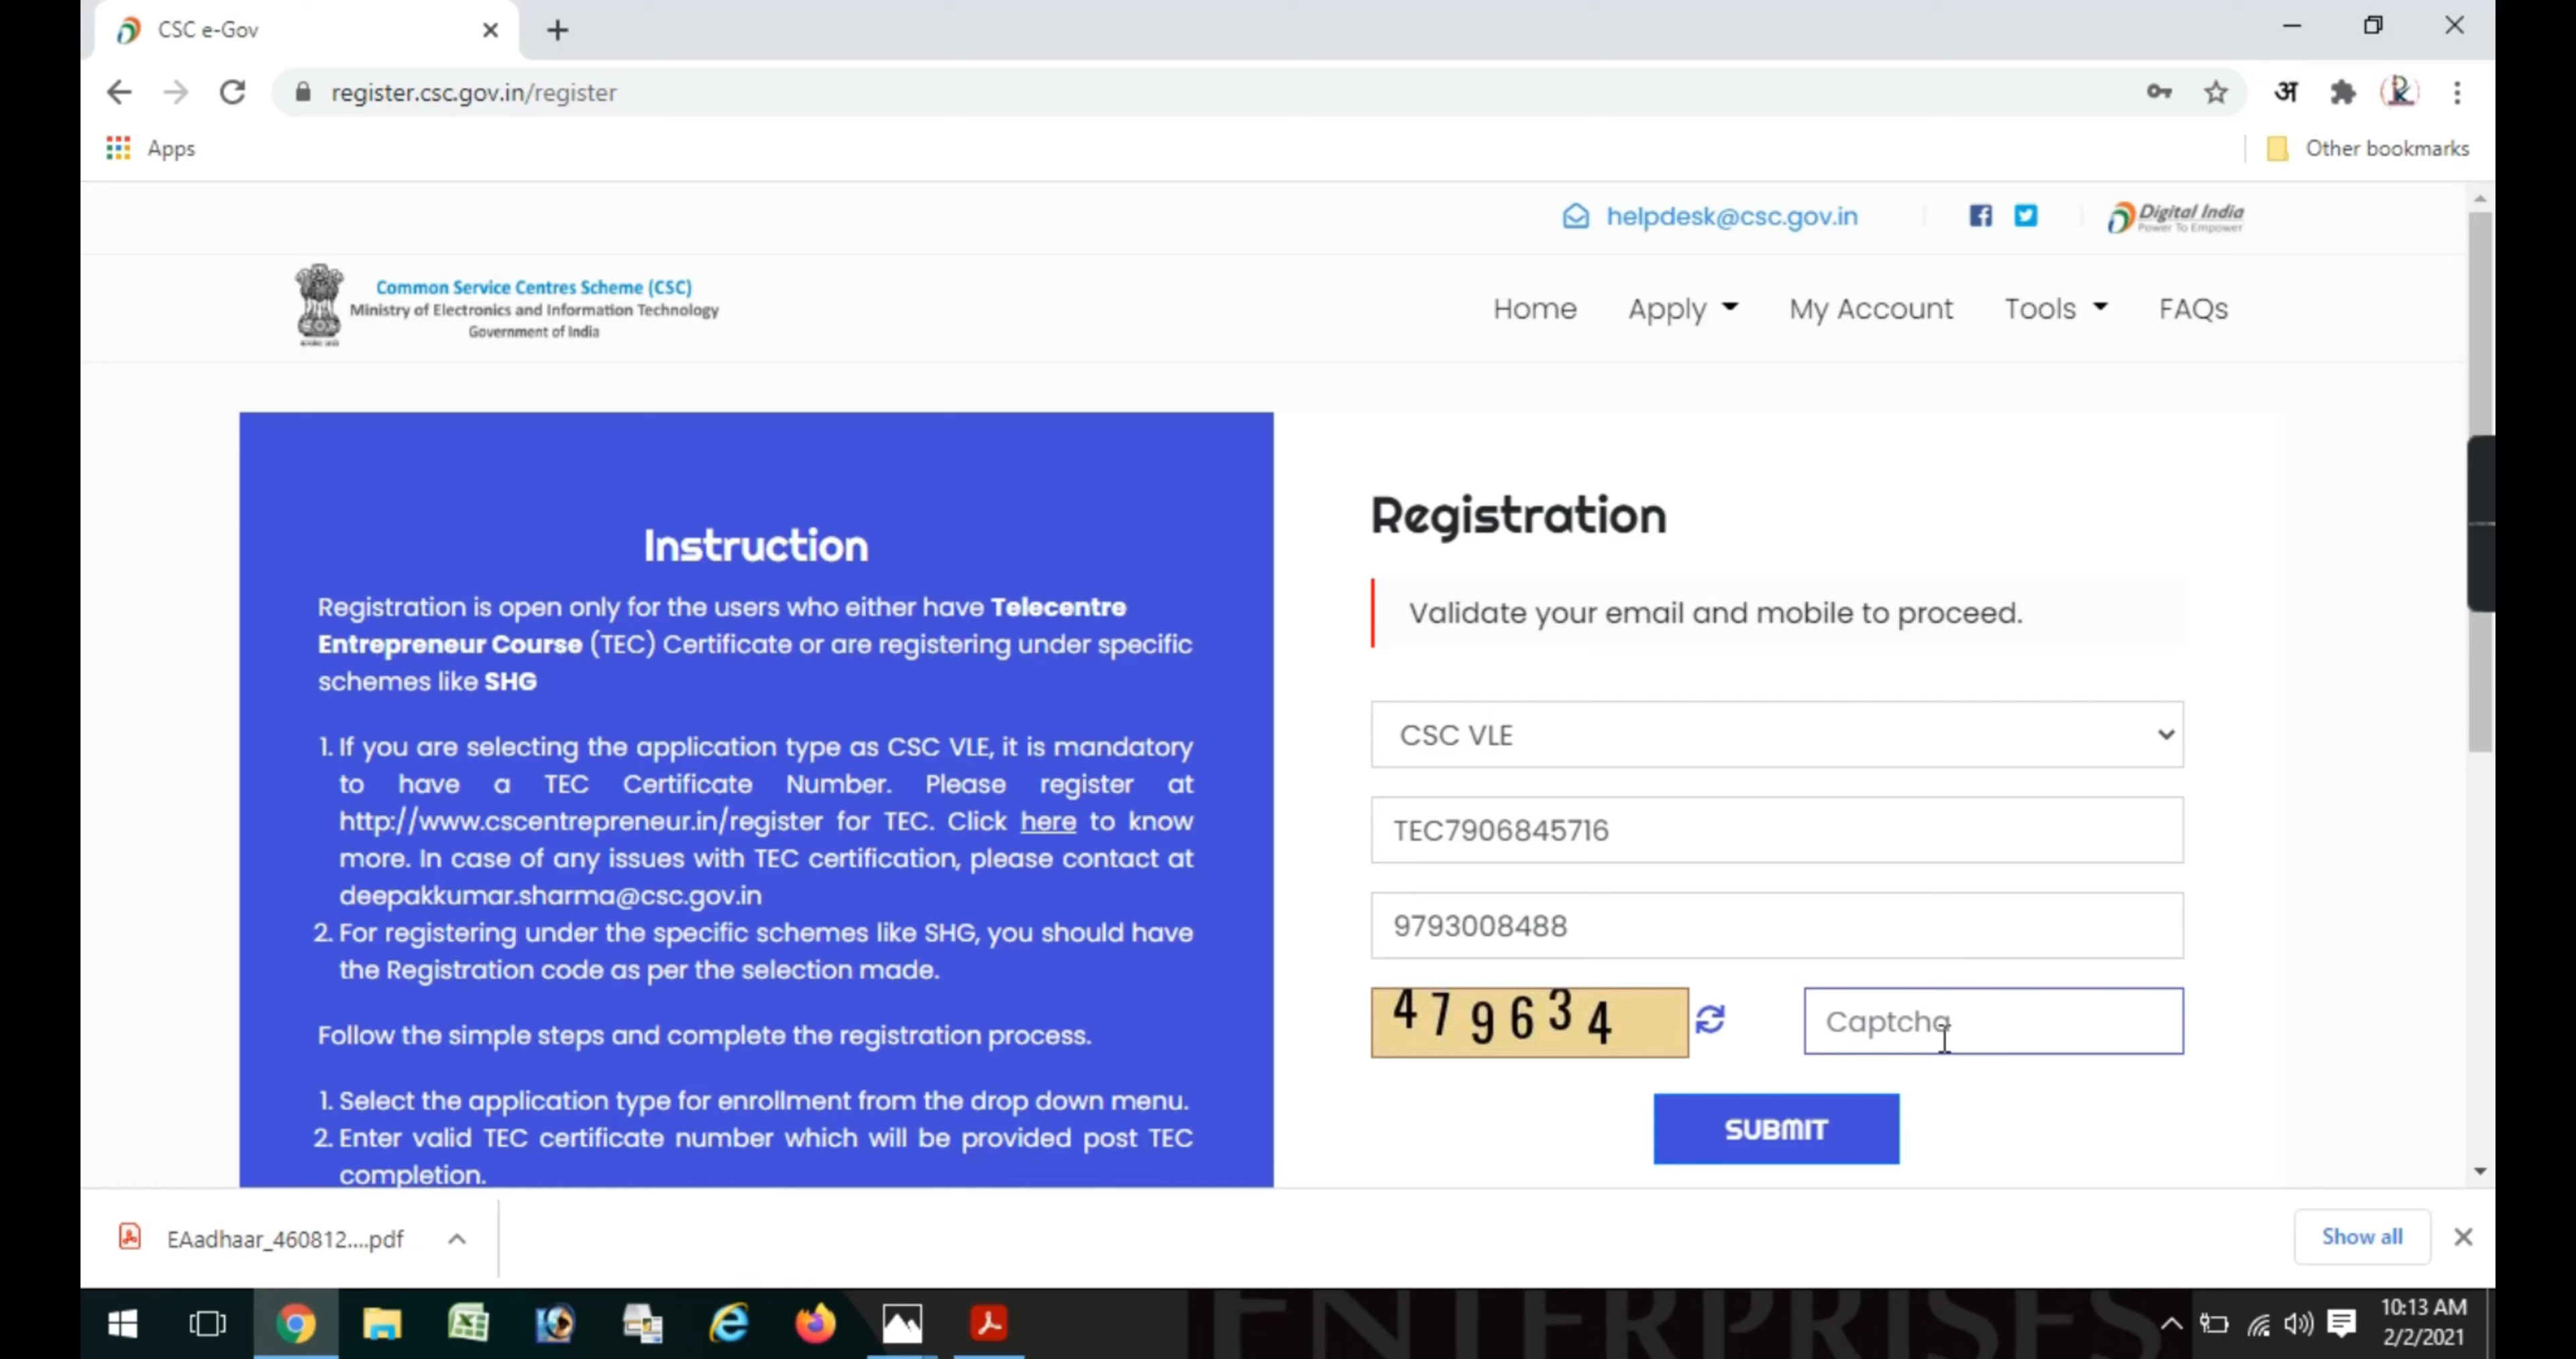 CSC e-Gov
register.csc.gov.in/register
अ
Apps
Other bookmarks
helpdesk@csc.gov.in
Digital India
Power To Empower
Common Service Centres Scheme (CSC)
Ministry of Electronics and Information Technology
Government of India
Home Apply My Account Tools FAQs
Instruction
Registration is open only for the users who either have Telecentre
Entrepreneur Course (TEC) Certificate or are registering under specific
schemes like SHG
1. If you are selecting the application type as CSC VLE, it is mandatory
to have a TEC Certificate Number. Please register at
http://www.cscentrepreneur.in/register for TEC. Click here to know
more. In case of any issues with TEC certification, please contact at
deepakkumar.sharma@csc.gov.in
2. For registering under the specific schemes like SHG, you should have
the Registration code as per the selection made.
Follow the simple steps and complete the registration process.
1. Select the application type for enrollment from the drop down menu.
2. Enter valid TEC certificate number which will be provided post TEC
completion.
Registration
Validate your email and mobile to proceed.
CSC VLE
TEC7906845716
9793008488
479634
Captcha
SUBMIT
EAadhaar_460812....pdf
Show all
ENTERPRISES
10:13 AM
2/2/2021